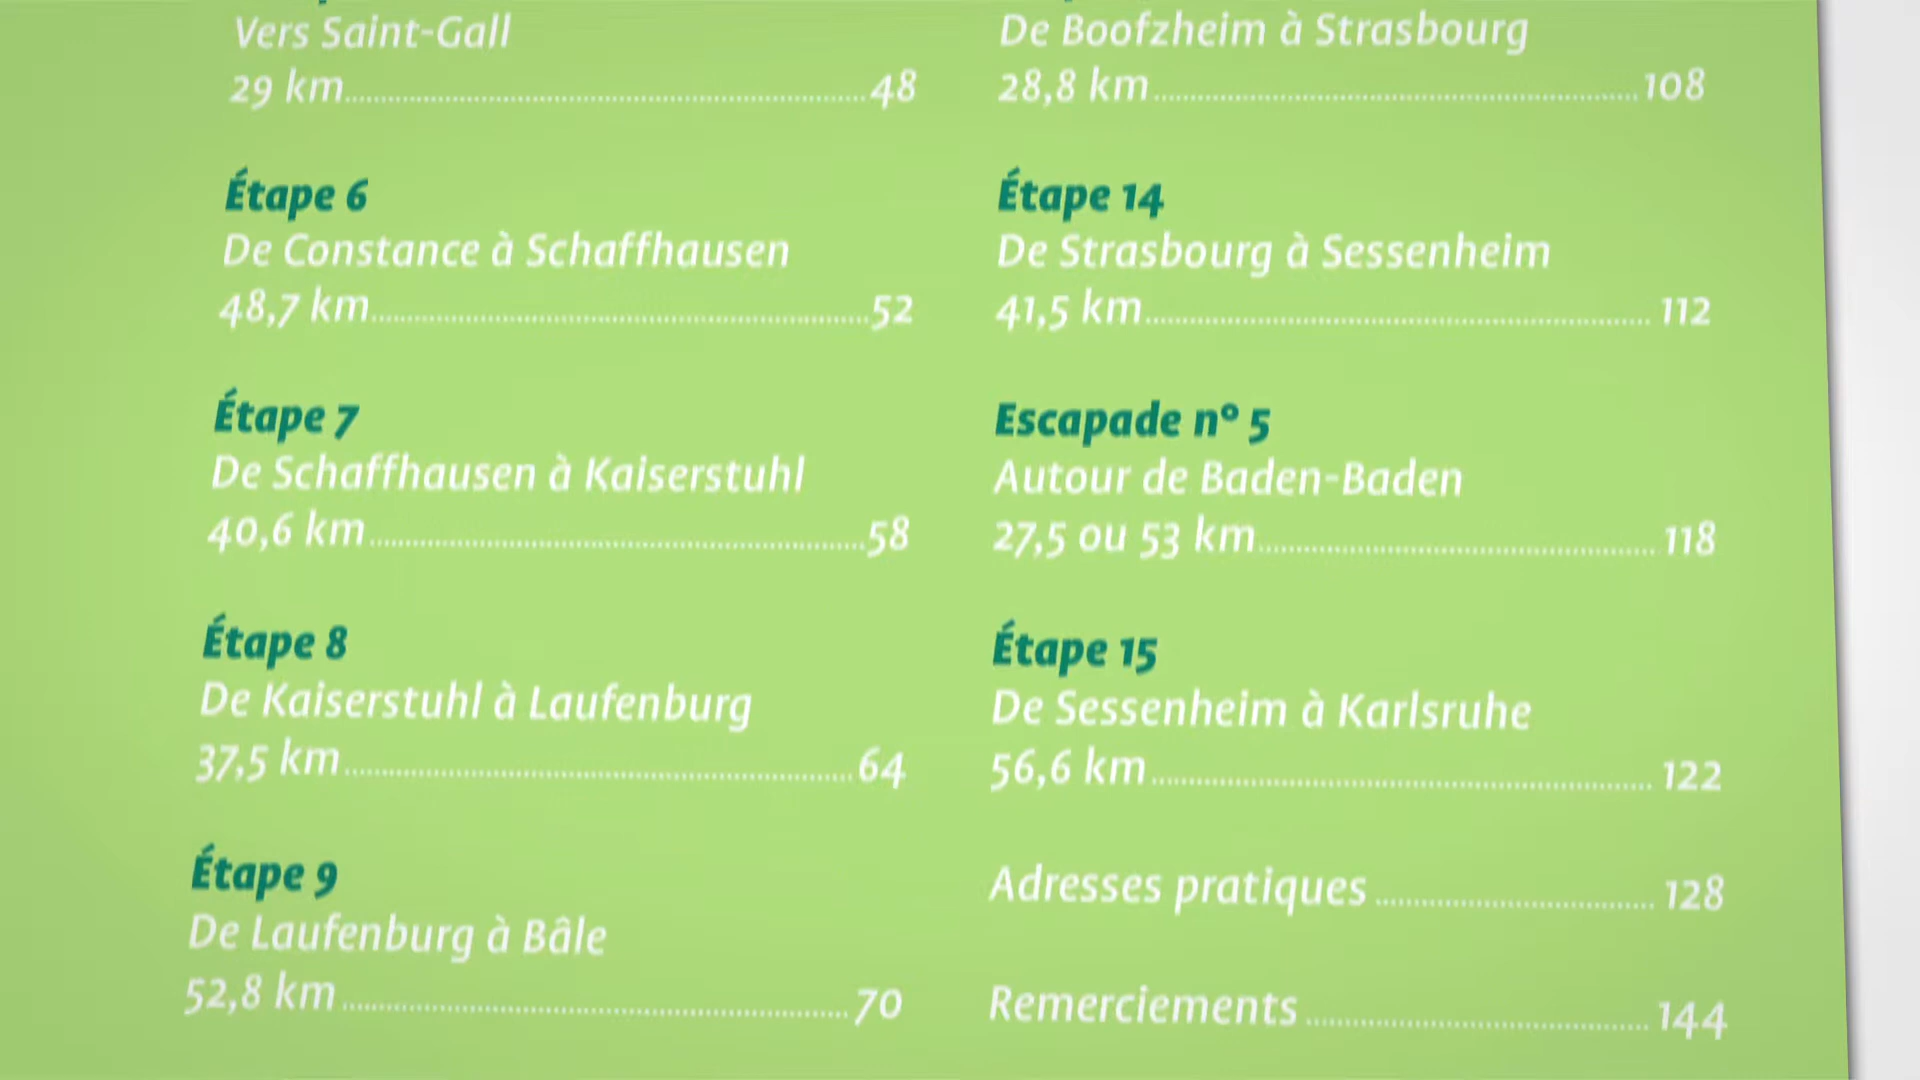 Vers Saint-Gall
29 km 48
Étape 6
De Constance à Schaffhausen
48,7 km 52
Étape 7
De Schaffhausen à Kaiserstuhl
40,6 km 58
Étape 8
De Kaiserstuhl à Laufenburg
37,5 km 64
Étape 9
De Laufenburg à Bâle
52,8 km 70
De Boofzheim à Strasbourg
28,8 km 108
Étape 14
De Strasbourg à Sessenheim
41,5 km 112
Escapade nº 5
Autour de Baden-Baden
27,5 ou 53 km 118
Étape 15
De Sessenheim à Karlsruhe
56,6 km 122
Adresses pratiques 128
Remerciements 144